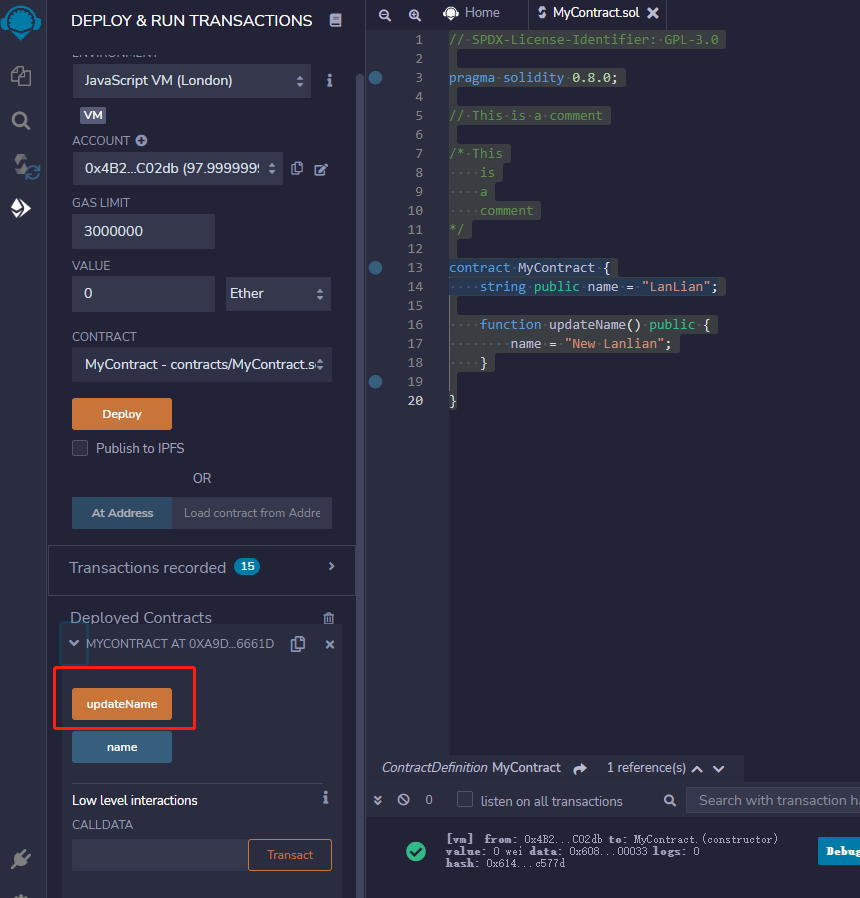 DEPLOY & RUN TRANSACTIONS
JavaScript VM (London)
VM
ACCOUNT
0x4B2...C02db (97.9999999
GAS LIMIT
3000000
VALUE
0
Ether
CONTRACT
MyContract - contracts/MyContract.s
Deploy
Publish to IPFS
OR
At Address
Load contract from Addre
Transactions recorded 15
Deployed Contracts
MYCONTRACT AT 0XA9D...6661D
updateName
name
Low level interactions
CALLDATA
Transact
Home
MyContract.sol
1 // SPDX-License-Identifier: GPL-3.0
2
3 pragma solidity 0.8.0;
4
5 // This is a comment
6
7 /* This
8 is
9 a
10 comment
11 */
12
13 contract MyContract {
14 string public name = "LanLian";
15
16 function updateName() public {
17 name = "New Lanlian";
18 }
19
20 }
ContractDefinition MyContract 1 reference(s)
0
listen on all transactions
Search with transaction ha
[vm] from: 0x4B2...C02db to: MyContract.(constructor)
value: 0 wei data: 0x608...00033 logs: 0
hash: 0x614...c577d
Debug